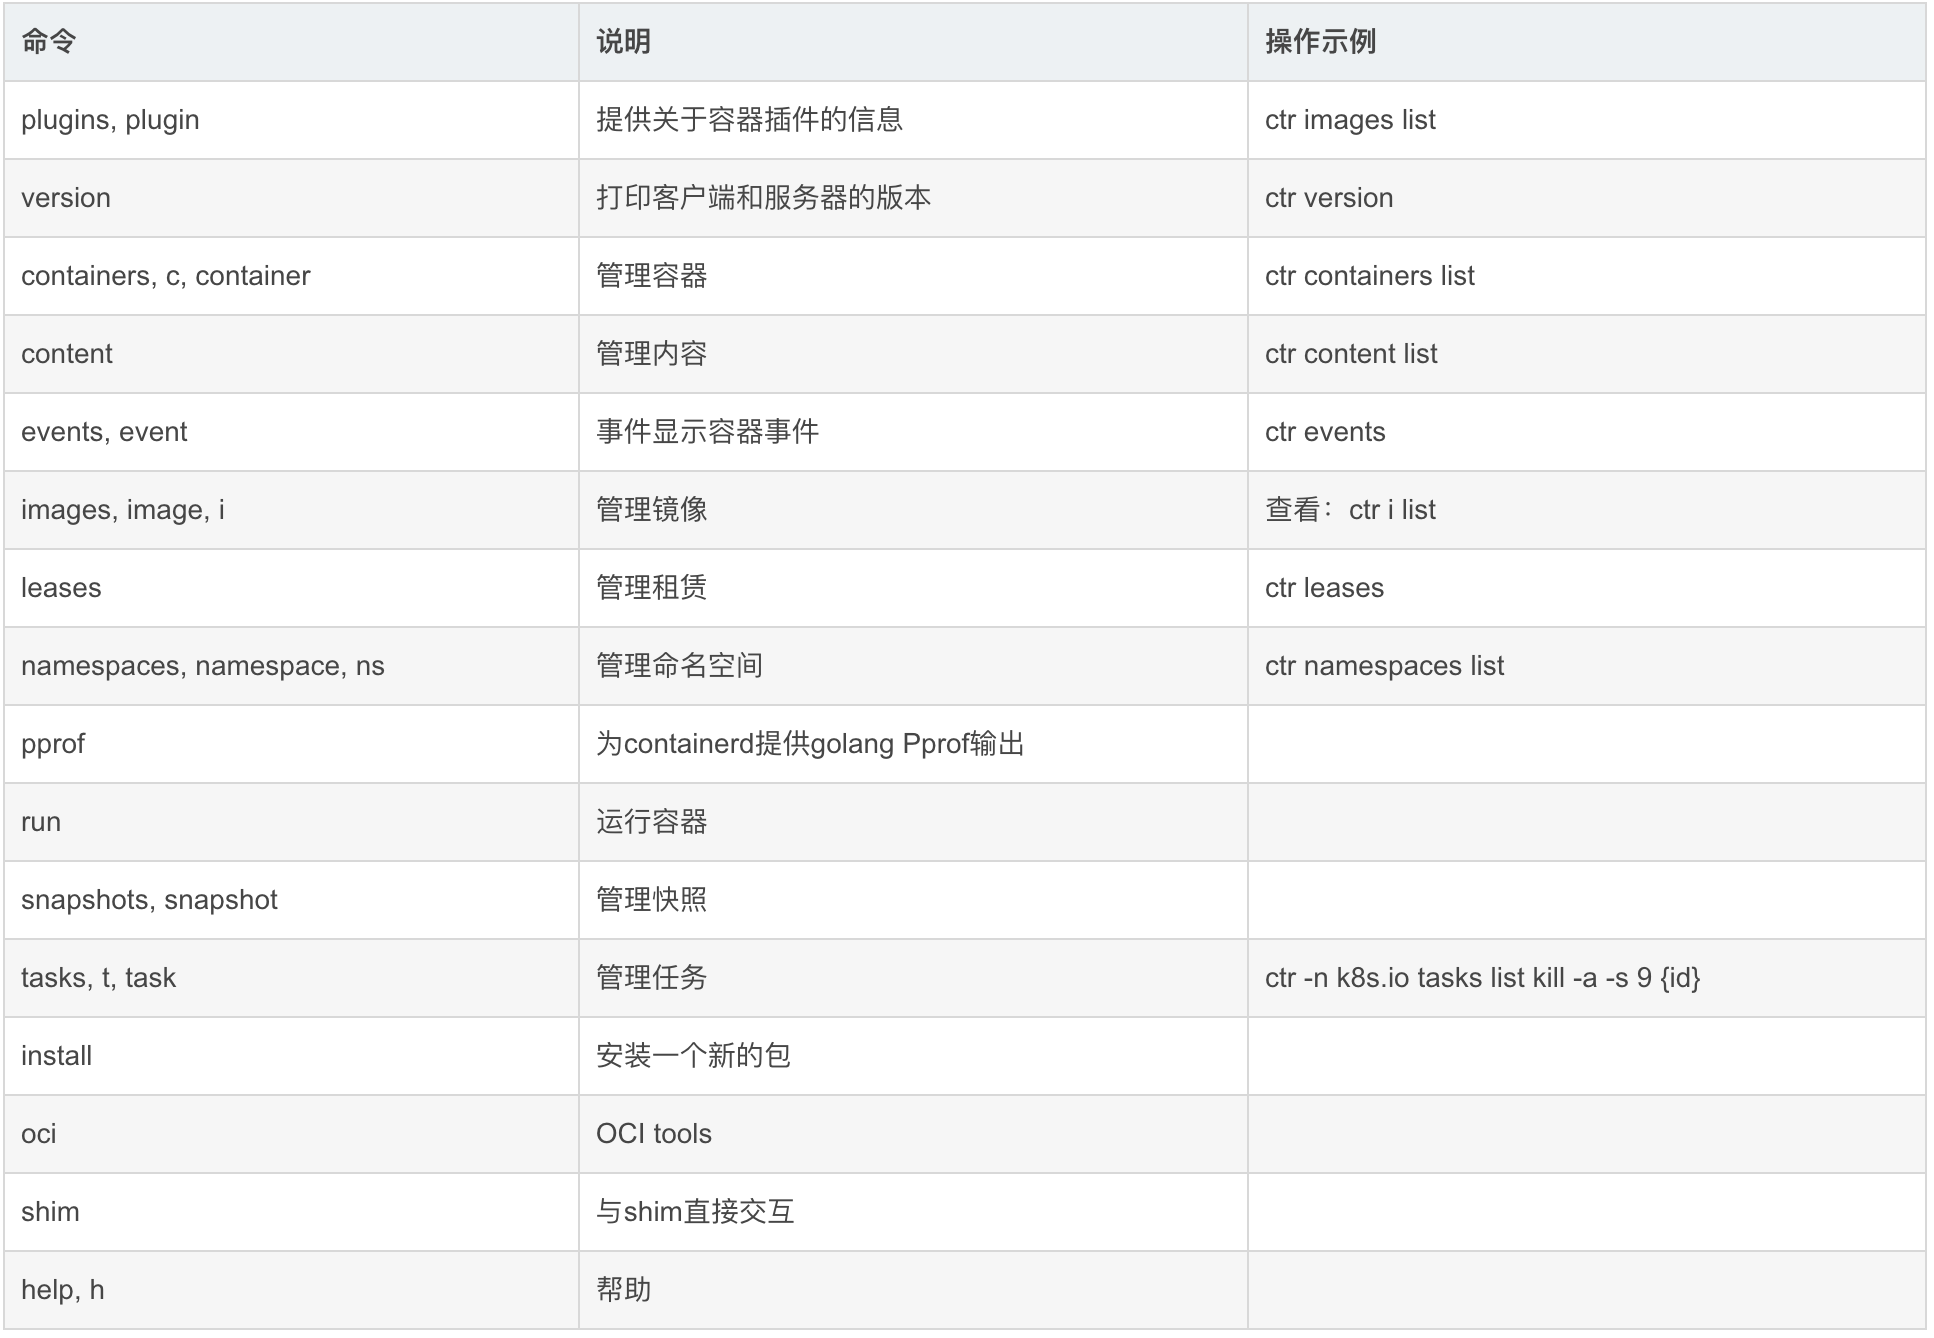 命令 说明 操作示例
plugins, plugin 提供关于容器插件的信息 ctr images list
version 打印客户端和服务器的版本 ctr version
containers, c, container 管理容器 ctr containers list
content 管理内容 ctr content list
events, event 事件显示容器事件 ctr events
images, image, i 管理镜像 查看：ctr i list
leases 管理租赁 ctr leases
namespaces, namespace, ns 管理命名空间 ctr namespaces list
pprof 为containerd提供golang Pprof输出
run 运行容器
snapshots, snapshot 管理快照
tasks, t, task 管理任务 ctr -n k8s.io tasks list kill -a -s 9 {id}
install 安装一个新的包
oci OCI tools
shim 与shim直接交互
help, h 帮助